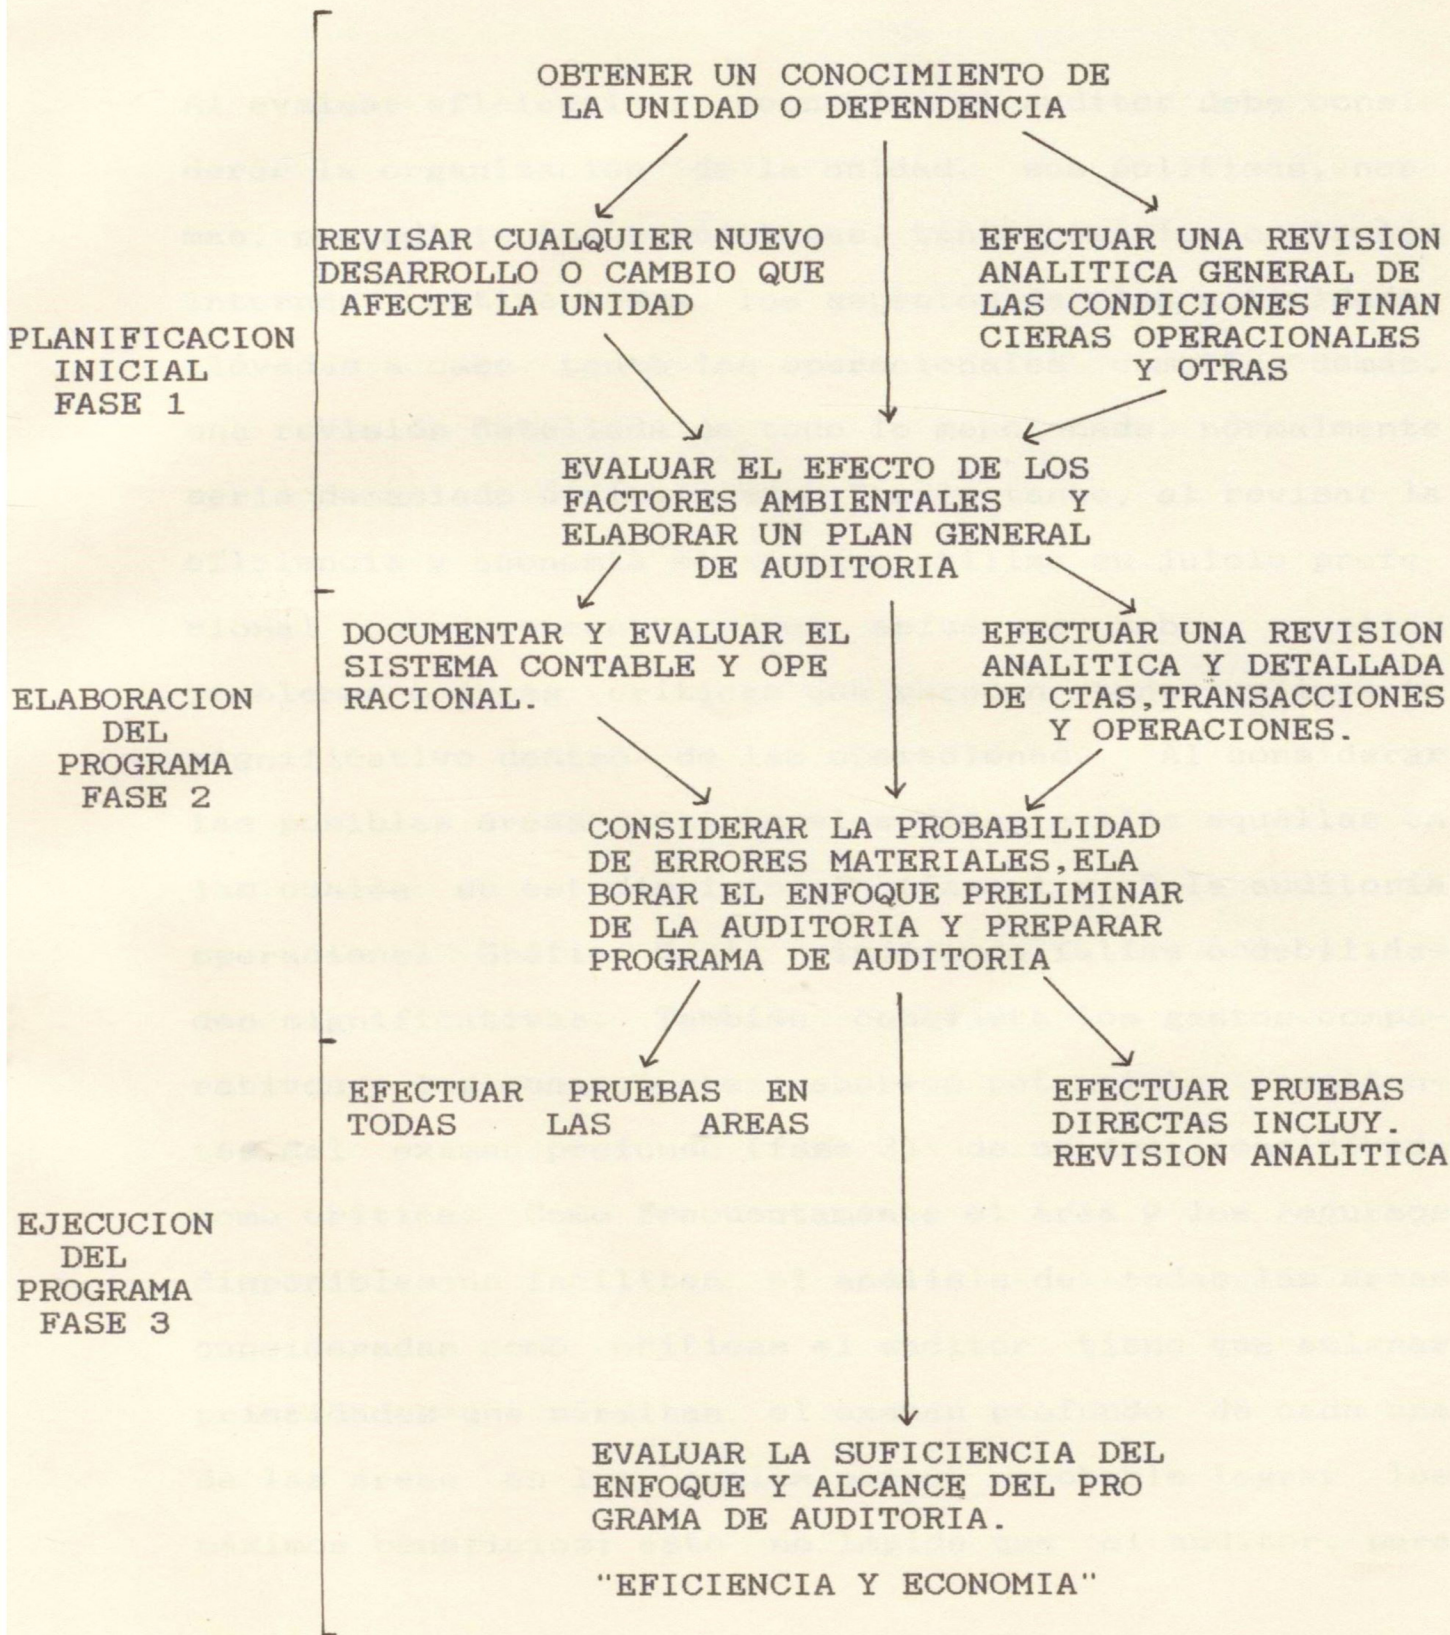 OBTENER UN CONOCIMIENTO DE
LA UNIDAD O DEPENDENCIA
REVISAR CUALQUIER NUEVO
DESARROLLO O CAMBIO QUE
AFECTE LA UNIDAD
EFECTUAR UNA REVISION
ANALITICA GENERAL DE
LAS CONDICIONES FINAN
CIERAS OPERACIONALES
Y OTRAS
PLANIFICACION
INICIAL
FASE 1
EVALUAR EL EFECTO DE LOS
FACTORES AMBIENTALES Y
ELABORAR UN PLAN GENERAL
DE AUDITORIA
DOCUMENTAR Y EVALUAR EL
SISTEMA CONTABLE Y OPE
RACIONAL.
EFECTUAR UNA REVISION
ANALITICA Y DETALLADA
DE CTAS,TRANSACCIONES
Y OPERACIONES.
ELABORACION
DEL
PROGRAMA
FASE 2
CONSIDERAR LA PROBABILIDAD
DE ERRORES MATERIALES,ELA
BORAR EL ENFOQUE PRELIMINAR
DE LA AUDITORIA Y PREPARAR
PROGRAMA DE AUDITORIA
EFECTUAR PRUEBAS EN
TODAS LAS AREAS
EFECTUAR PRUEBAS
DIRECTAS INCLUY.
REVISION ANALITICA
EJECUCION
DEL
PROGRAMA
FASE 3
EVALUAR LA SUFICIENCIA DEL
ENFOQUE Y ALCANCE DEL PRO
GRAMA DE AUDITORIA.
"EFICIENCIA Y ECONOMIA"